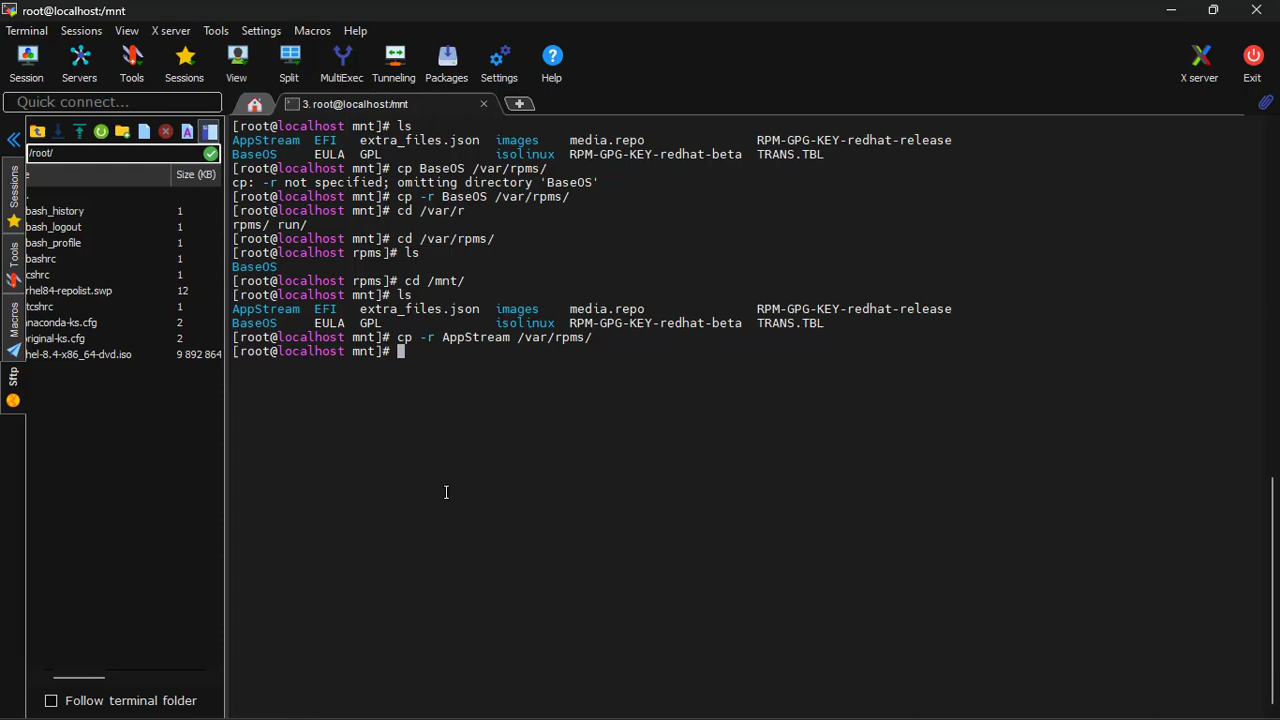 root@localhost:/mnt
Terminal Sessions View X server Tools Settings Macros Help
Session Servers Tools Sessions View Split MultiExec Tunneling Packages Settings Help X server Exit
Quick connect...
3. root@localhost:/mnt
/root/
Size (KB)
bash_history 1
bash_logout 1
bash_profile 1
bashrc 1
cshrc 1
rhel84-repolist.swp 12
tcshrc 1
naconda-ks.cfg 2
riginal-ks.cfg 2
hel-8.4-x86_64-dvd.iso 9 892 864
Sessions
Tools
Macros
Sftp
Follow terminal folder
[root@localhost mnt]# ls
AppStream EFI extra_files.json images media.repo RPM-GPG-KEY-redhat-release
BaseOS EULA GPL isolinux RPM-GPG-KEY-redhat-beta TRANS.TBL
[root@localhost mnt]# cp BaseOS /var/rpms/
cp: -r not specified; omitting directory 'BaseOS'
[root@localhost mnt]# cp -r BaseOS /var/rpms/
[root@localhost mnt]# cd /var/r
rpms/ run/
[root@localhost mnt]# cd /var/rpms/
[root@localhost rpms]# ls
BaseOS
[root@localhost rpms]# cd /mnt/
[root@localhost mnt]# ls
AppStream EFI extra_files.json images media.repo RPM-GPG-KEY-redhat-release
BaseOS EULA GPL isolinux RPM-GPG-KEY-redhat-beta TRANS.TBL
[root@localhost mnt]# cp -r AppStream /var/rpms/
[root@localhost mnt]#